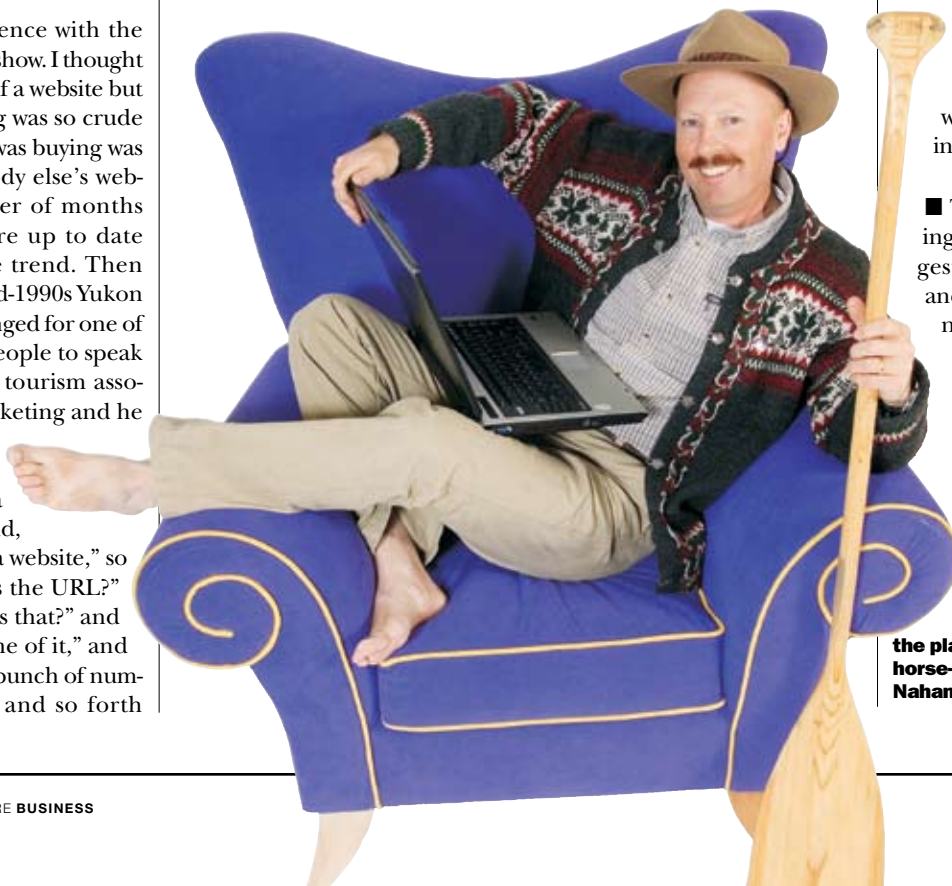 ence with the
show. I thought
f a website but
g was so crude
was buying was
dy else's web-
er of months
re up to date
e trend. Then
d-1990s Yukon
nged for one of
eople to speak
tourism asso-
keting and he
d,
a website,” so
s the URL?”
s that?” and
ne of it,” and
bunch of num-
and so forth
w
in
■
ing
ges
and
n
the pla
horse-
Nahan
RE BUSINESS